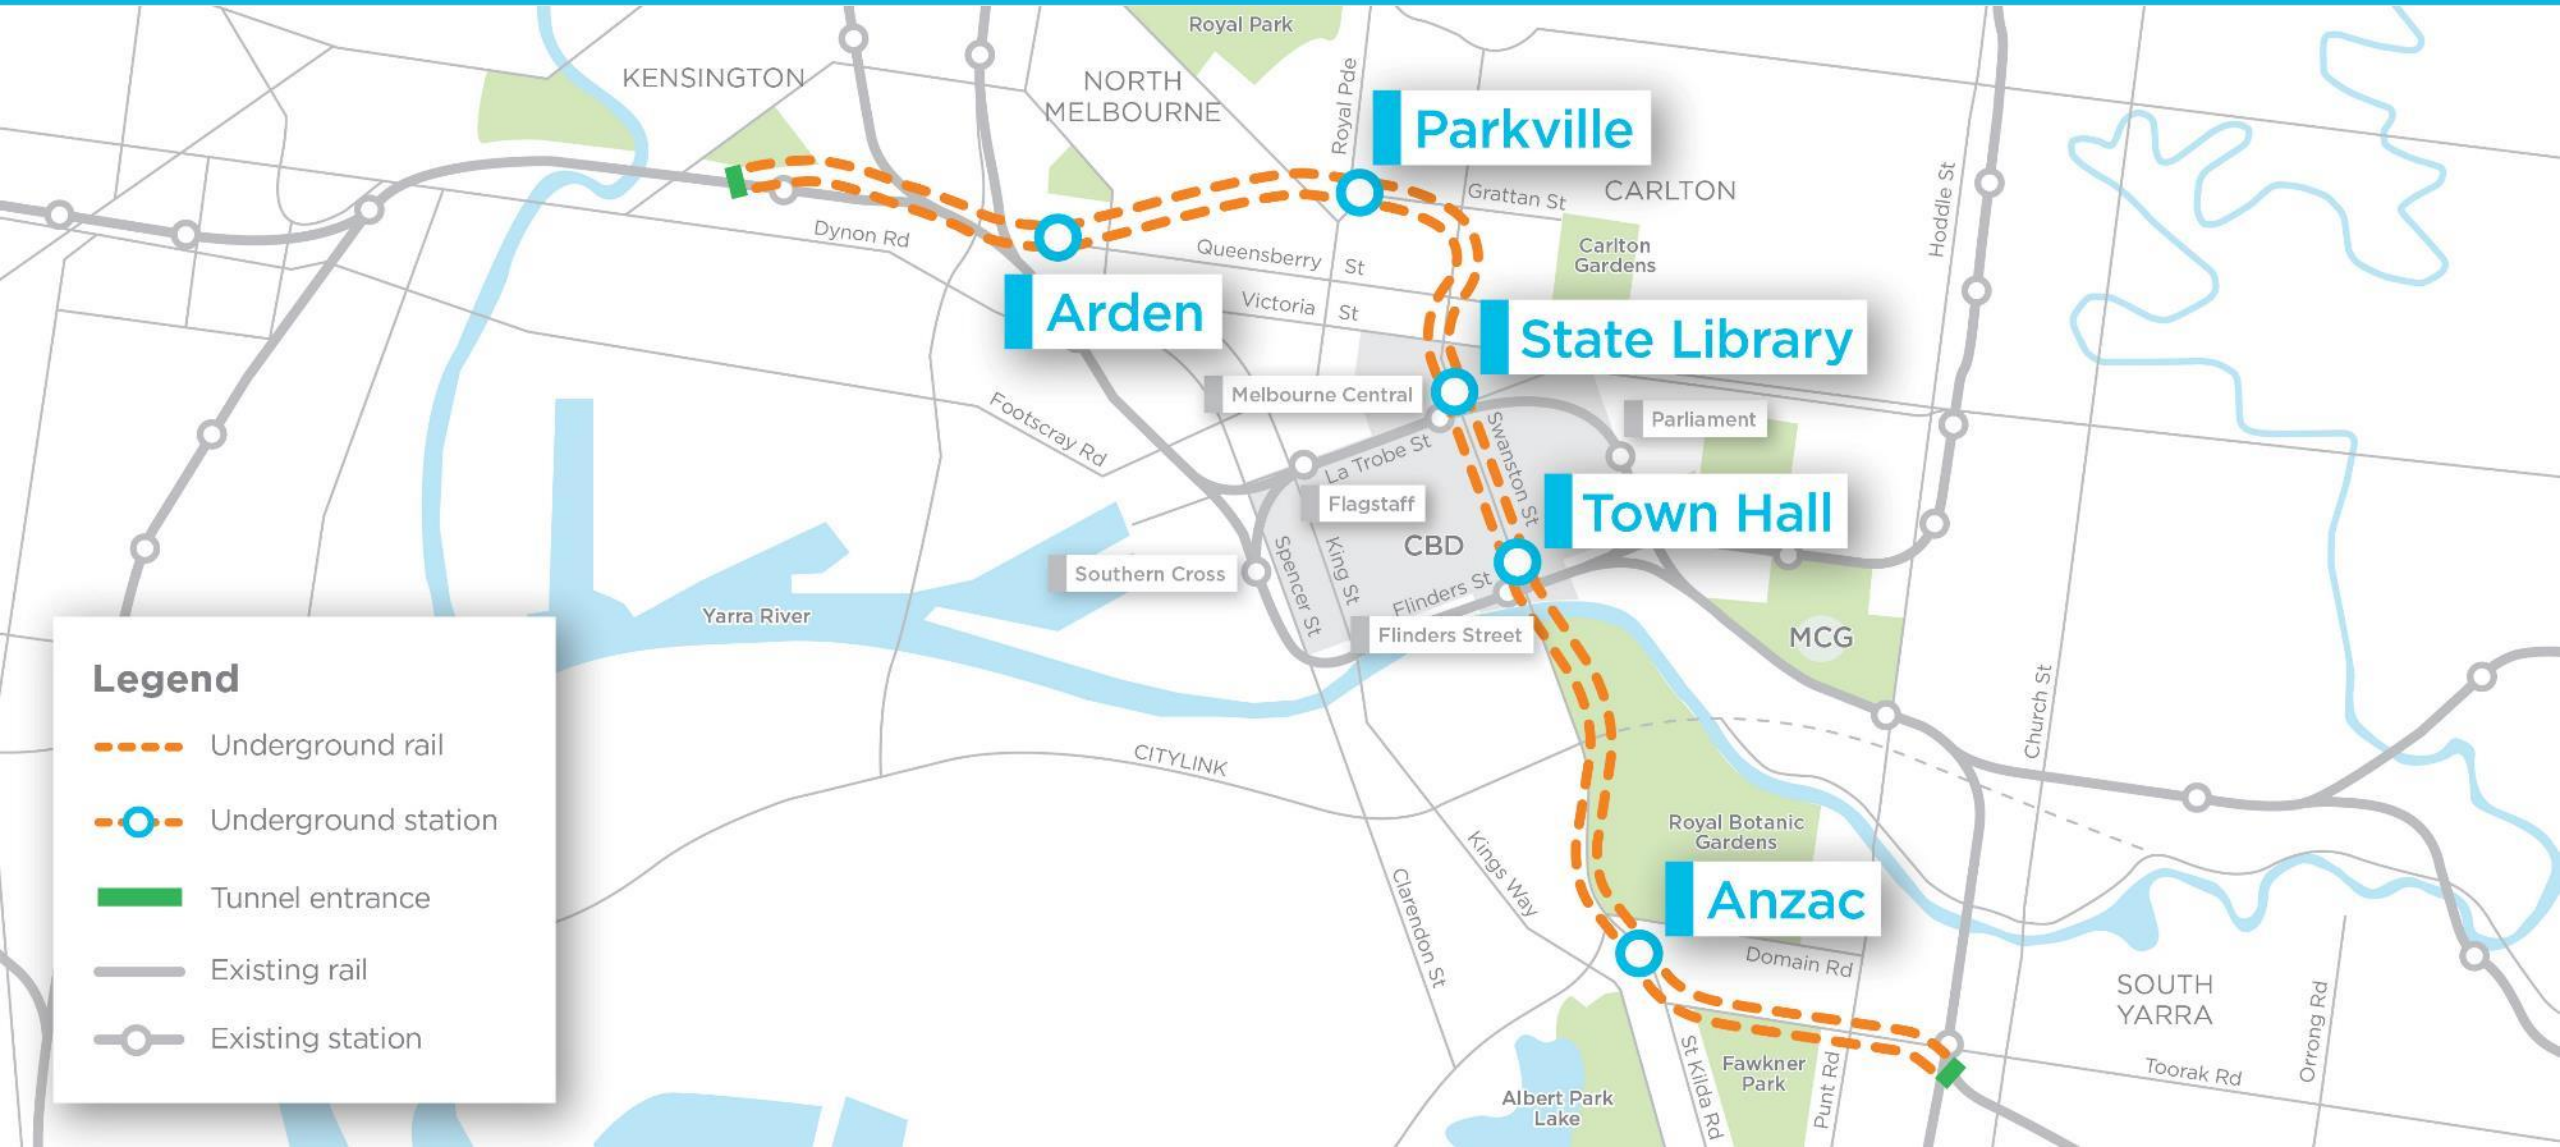 Royal Park
KENSINGTON
NORTH
MELBOURNE
Royal Pde
Parkville
Grattan St
CARLTON
Hoddle St
Dynon Rd
Queensberry St
Carlton
Gardens
Arden
Victoria St
State Library
Melbourne Central
Footscray Rd
La Trobe St
Swanston St
Parliament
Flagstaff
Town Hall
CBD
Southern Cross
Spencer St
King St
Flinders St
Flinders Street
Yarra River
MCG
Church St
CITYLINK
Royal Botanic
Gardens
Kings Way
Clarendon St
Anzac
Domain Rd
SOUTH
YARRA
Orrong Rd
St Kilda Rd
Fawkner
Park
Punt Rd
Toorak Rd
Albert Park
Lake
Legend
Underground rail
Underground station
Tunnel entrance
Existing rail
Existing station